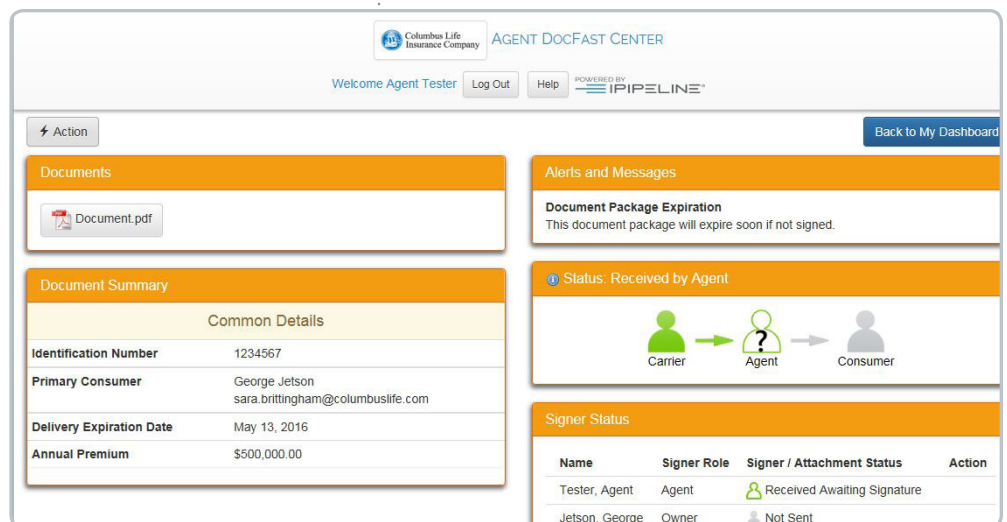 Columbus Life
Insurance Company
AGENT DOCFAST CENTER
Welcome Agent Tester
Log Out
Help
POWERED BY
IPIPELINE®
Action
Back to My Dashboard
Documents
Document.pdf
Document Summary
Common Details
Identification Number 1234567
Primary Consumer George Jetson
sara.brittingham@columbuslife.com
Delivery Expiration Date May 13, 2016
Annual Premium $500,000.00
Alerts and Messages
Document Package Expiration
This document package will expire soon if not signed.
Status: Received by Agent
?
Carrier Agent Consumer
Signer Status
Name Signer Role Signer / Attachment Status Action
Tester, Agent Agent Received Awaiting Signature
Jetson, George Owner Not Sent